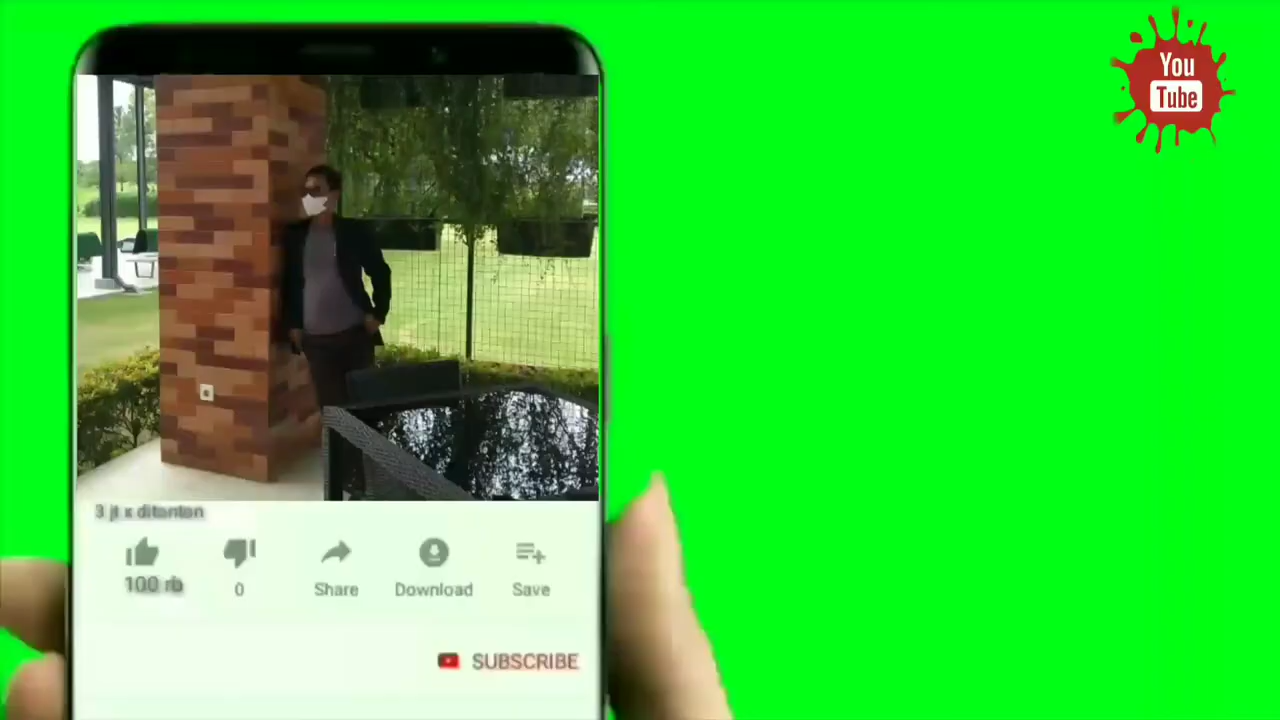 You
Tube
3 jt x ditonton
100 rb
0
Share
Download
Save
SUBSCRIBE